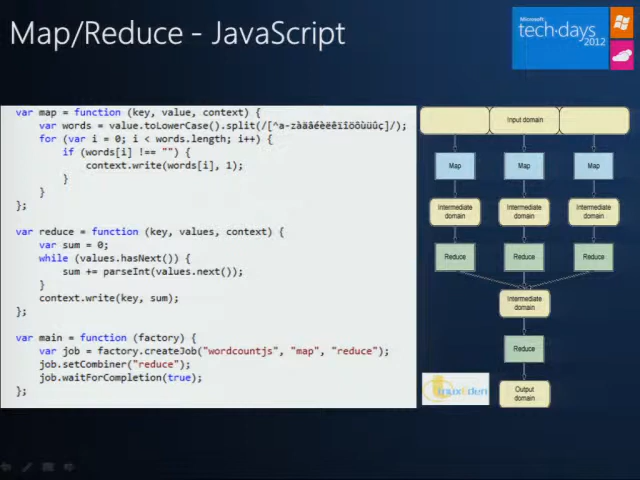 Map/Reduce - JavaScript
Microsoft
tech·days
2012
var map = function (key, value, context) {
var words = value.toLowerCase().split(/[^a-zàäâéèëêïîöôùüûç]/);
for (var i = 0; i < words.length; i++) {
if (words[i] !== "") {
context.write(words[i], 1);
}
}
};
var reduce = function (key, values, context) {
var sum = 0;
while (values.hasNext()) {
sum += parseInt(values.next());
}
context.write(key, sum);
};
var main = function (factory) {
var job = factory.createJob("wordcountjs", "map", "reduce");
job.setCombiner("reduce");
job.waitForCompletion(true);
};
Input domain
Map Map Map
Intermediate Intermediate Intermediate
domain domain domain
Reduce Reduce Reduce
Intermediate
domain
Reduce
Output
domain